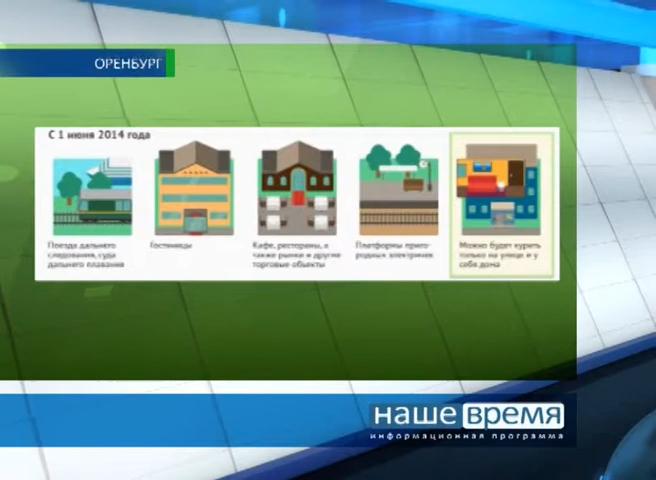 ОРЕНБУРГ
С 1 июня 2014 года
Поезда дальнего
следования, суда
дальнего плавания
Гостиницы
Кафе, рестораны, а
также рынки и другие
торговые объекты
Платформы приго-
родных электричек
Можно будет курить
только на улице и у
себя дома
наше время
информационная программа